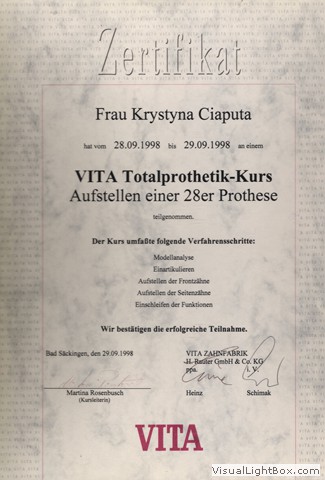 Zertifikat
Frau Krystyna Ciaputa
hat vom 28.09.1998 bis 29.09.1998 an einem
VITA Totalprothetik-Kurs
Aufstellen einer 28er Prothese
teilgenommen.
Der Kurs umfaßte folgende Verfahrensschritte:
Modellanalyse
Einartikulieren
Aufstellen der Frontzähne
Aufstellen der Seitenzähne
Einschleifen der Funktionen
Wir bestätigen die erfolgreiche Teilnahme.
Bad Säckingen, den 29.09.1998
VITA ZAHNFABRIK
H. Rauter GmbH & Co. KG
ppa. i. V.
Martina Rosenbusch
(Kursleiterin)
Heinz Schimak
VITA
VisualLightBox.com